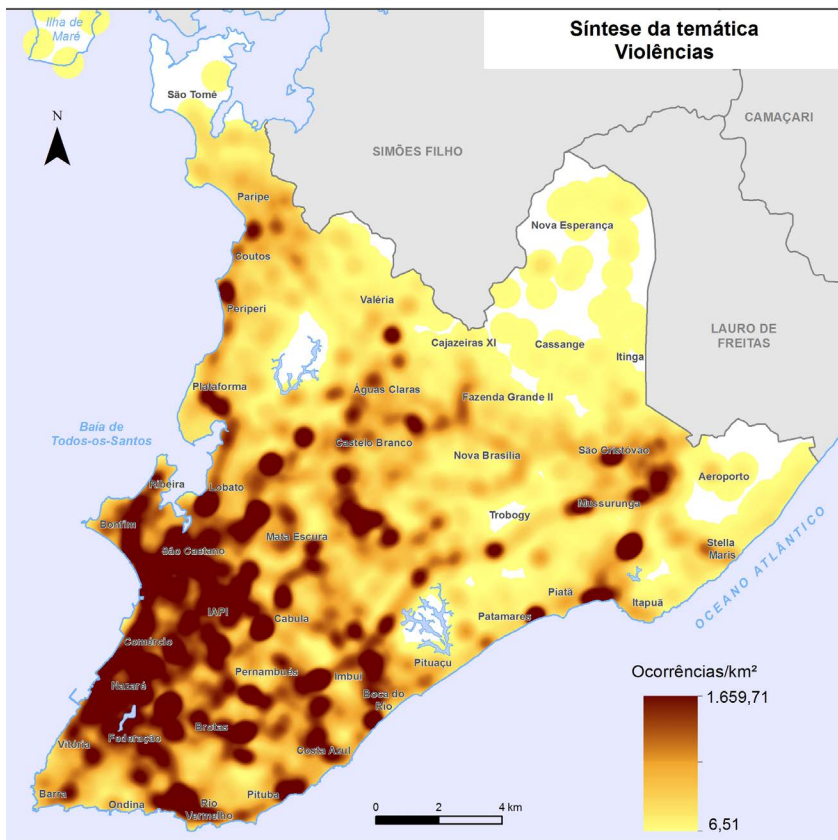 Síntese da temática
Violências
Ilha de
Maré
São Tomé
N
CAMAÇARI
SIMÕES FILHO
Paripe
Nova Esperança
Coutos
Valéria
Periperi
LAURO DE
FREITAS
Cajazeiras XI
Cassange
Itinga
Plataforma
Águas Claras
Fazenda Grande II
Baía de
Todos-os-Santos
Castelo Branco
Nova Brasília
São Cristovão
Ribeira
Lobato
Aeroporto
Mussurunga
Bonfim
Trobogy
Mata Escura
São Caetano
Stella
Maris
OCEANO ATLÂNTICO
Piatã
Itapuã
IAPI
Cabula
Patamares
Comércio
Pituaçu
Pernambués
Imbuí
Nazaré
Boca do
Rio
Ocorrências/km²
1.659,71
Brotas
Federação
Vitória
Costa Azul
Barra
Ondina
Rio
Vermelho
Pituba
0 2 4 km
6,51